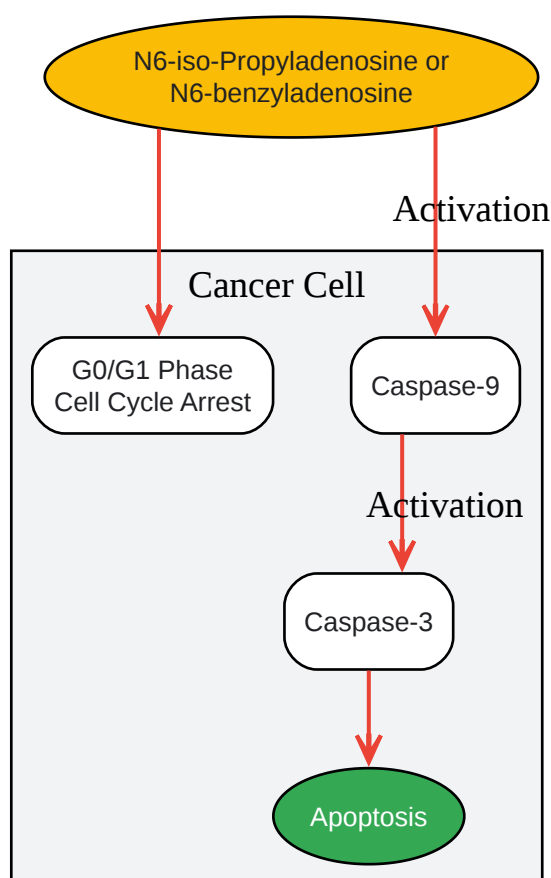 N6-iso-Propyladenosine or
N6-benzyladenosine
Activation
Cancer Cell
G0/G1 Phase
Cell Cycle Arrest
Caspase-9
Activation
Caspase-3
Apoptosis